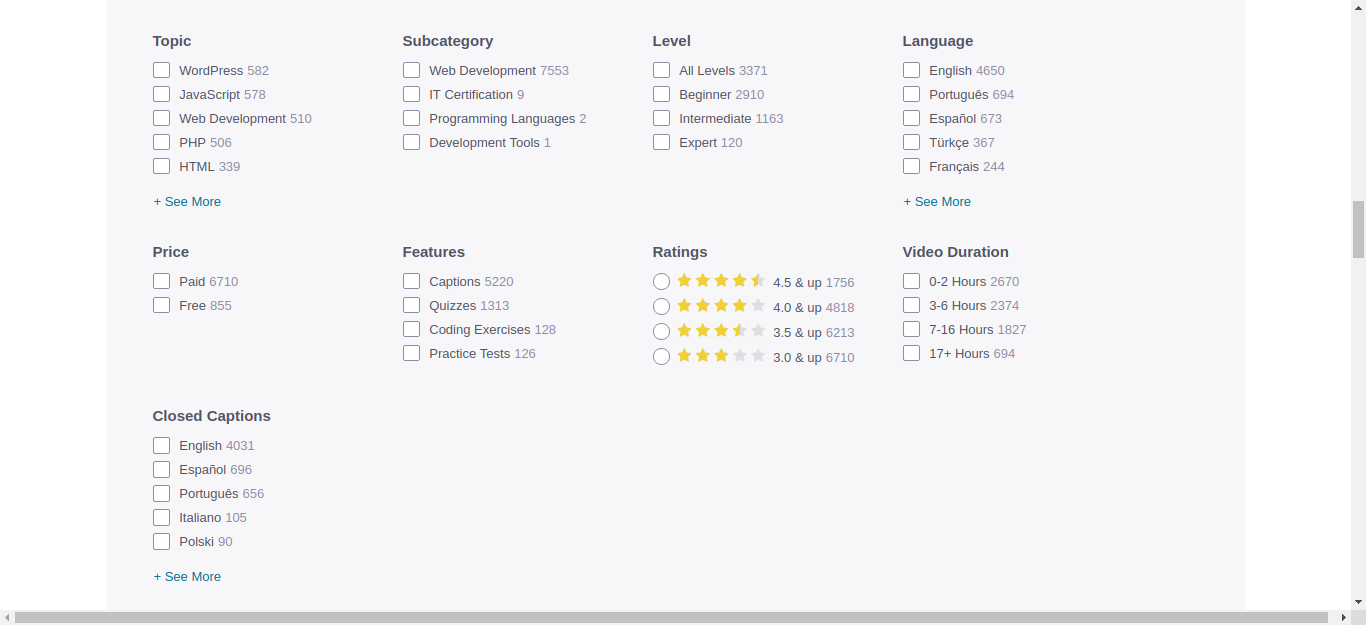 Topic
WordPress 582
JavaScript 578
Web Development 510
PHP 506
HTML 339
+ See More
Subcategory
Web Development 7553
IT Certification 9
Programming Languages 2
Development Tools 1
Level
All Levels 3371
Beginner 2910
Intermediate 1163
Expert 120
Language
English 4650
Português 694
Español 673
Türkçe 367
Français 244
+ See More
Price
Paid 6710
Free 855
Features
Captions 5220
Quizzes 1313
Coding Exercises 128
Practice Tests 126
Ratings
4.5 & up 1756
4.0 & up 4818
3.5 & up 6213
3.0 & up 6710
Video Duration
0-2 Hours 2670
3-6 Hours 2374
7-16 Hours 1827
17+ Hours 694
Closed Captions
English 4031
Español 696
Português 656
Italiano 105
Polski 90
+ See More